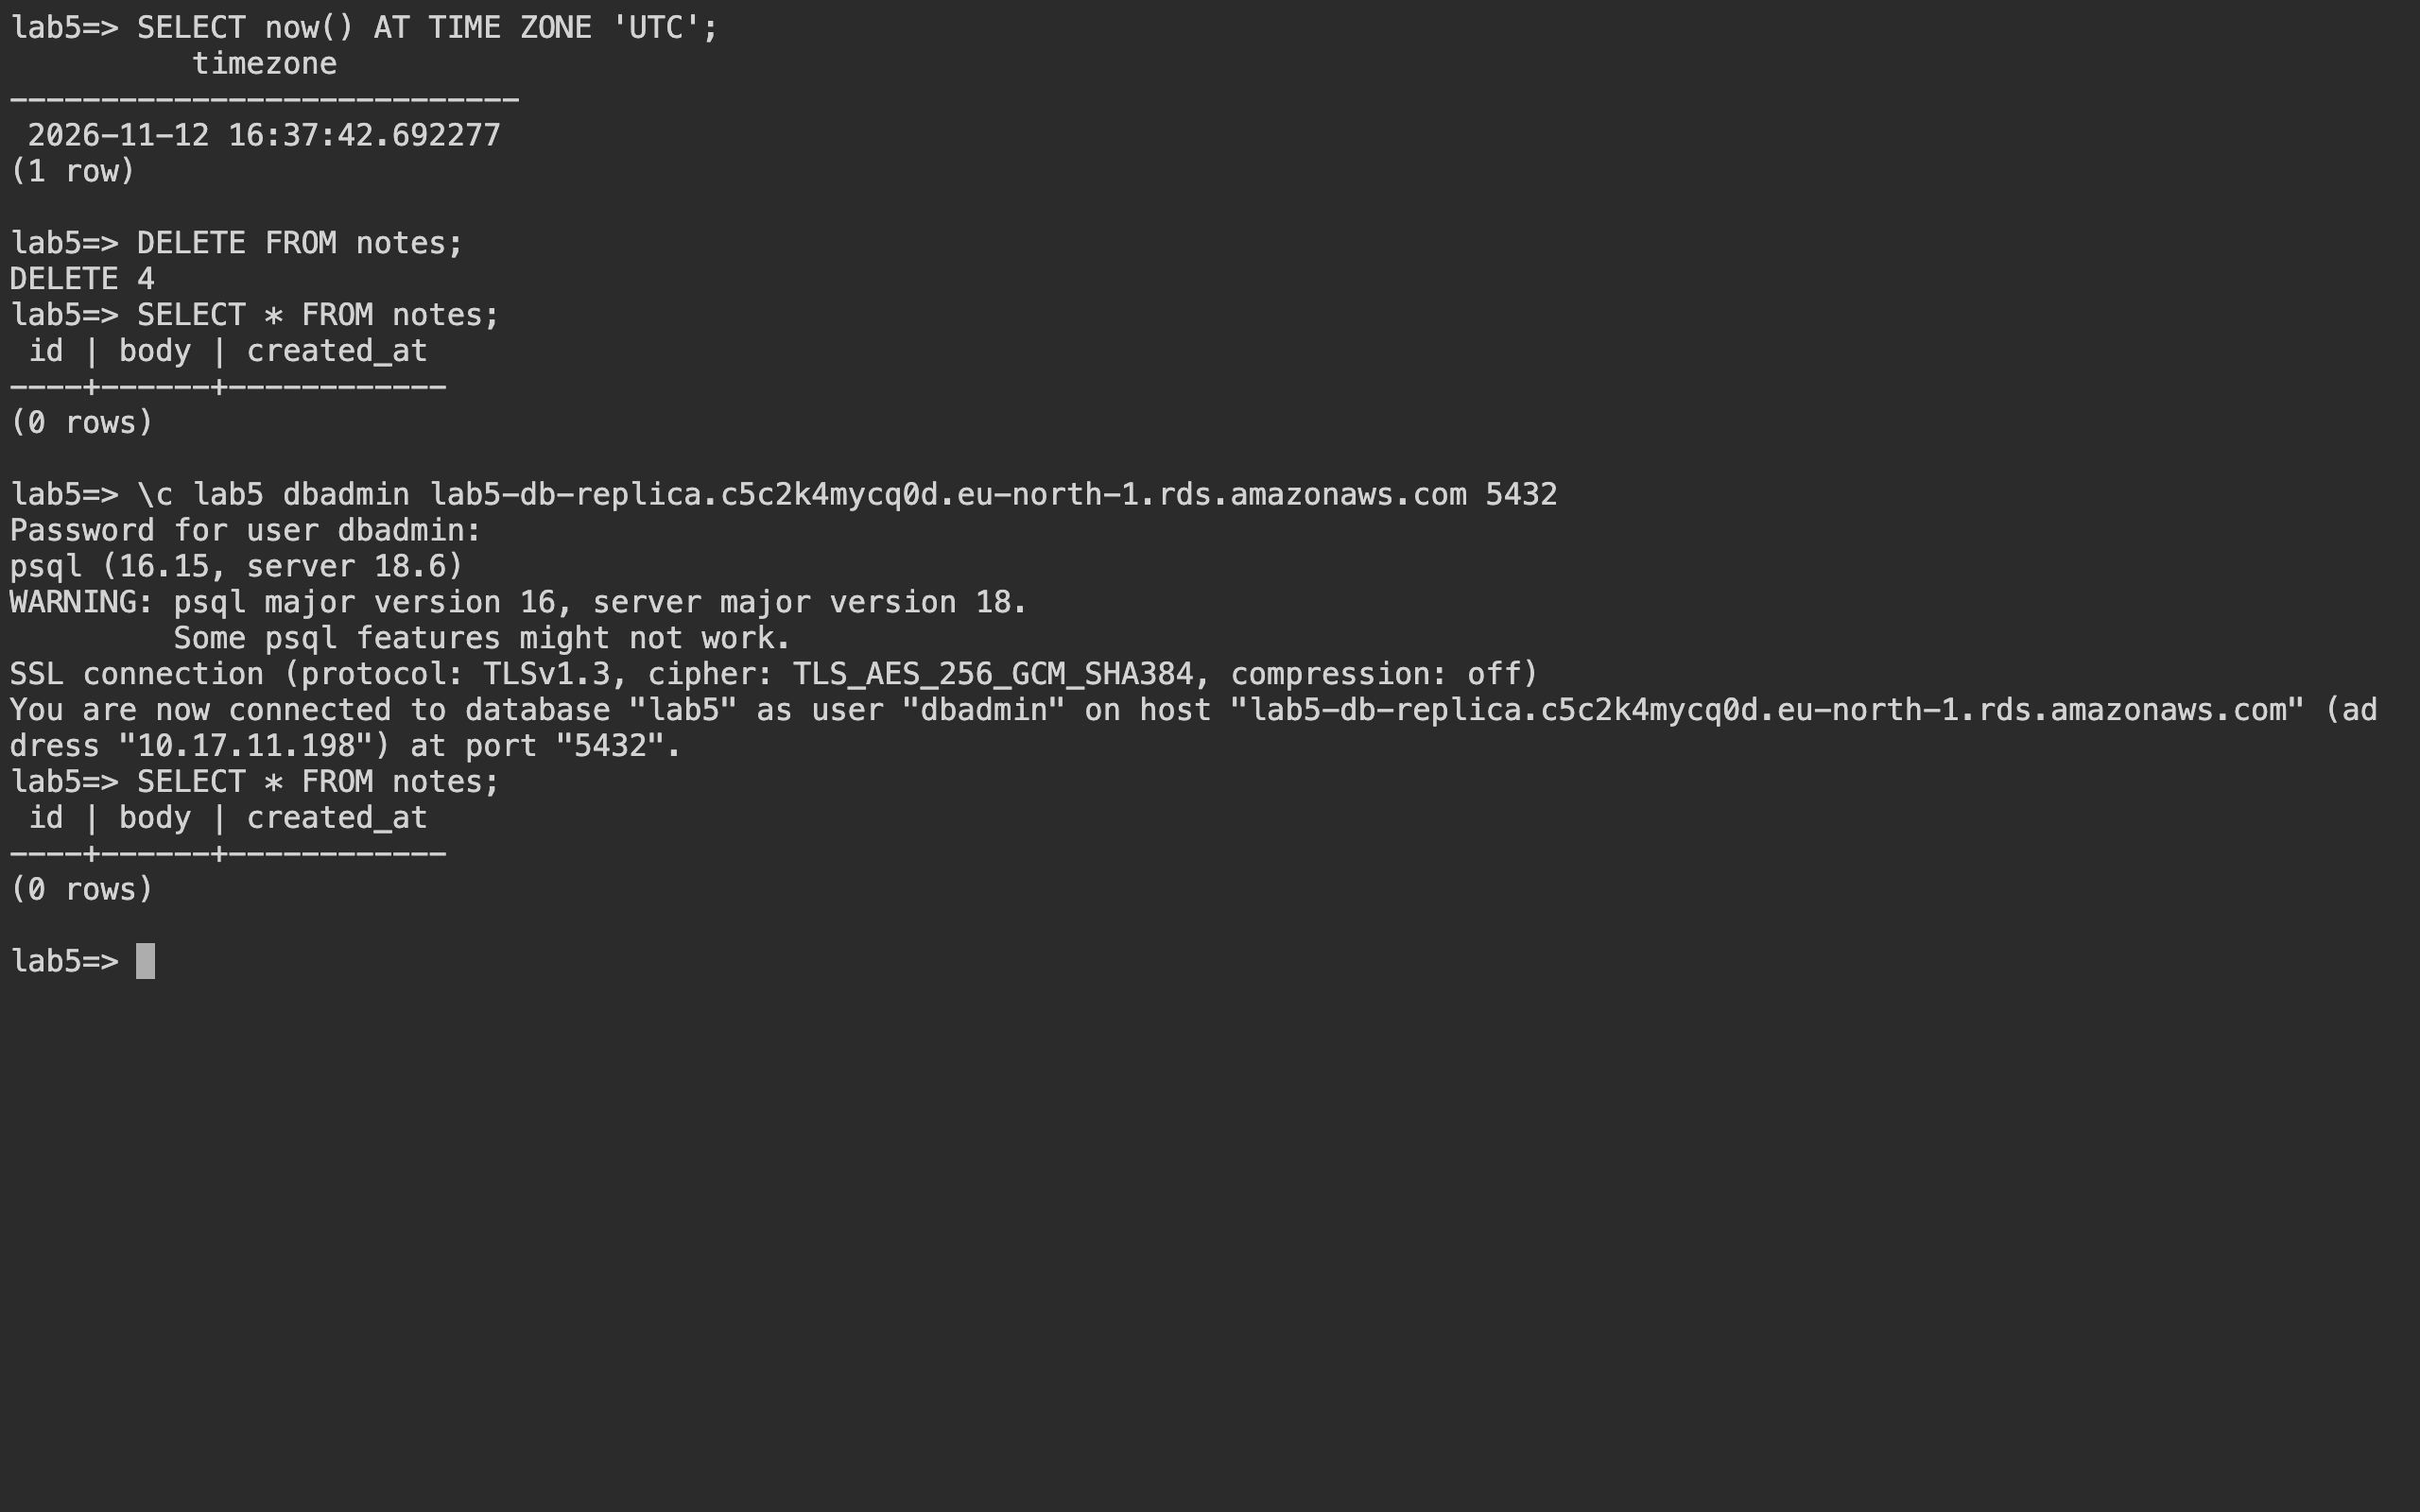 lab5=> SELECT now() AT TIME ZONE 'UTC';
          timezone
----------------------------
 2026-11-12 16:37:42.692277
(1 row)

lab5=> DELETE FROM notes;
DELETE 4
lab5=> SELECT * FROM notes;
 id | body | created_at
----+------+------------
(0 rows)

lab5=> \c lab5 dbadmin lab5-db-replica.c5c2k4mycq0d.eu-north-1.rds.amazonaws.com 5432
Password for user dbadmin:
psql (16.15, server 18.6)
WARNING: psql major version 16, server major version 18.
         Some psql features might not work.
SSL connection (protocol: TLSv1.3, cipher: TLS_AES_256_GCM_SHA384, compression: off)
You are now connected to database "lab5" as user "dbadmin" on host "lab5-db-replica.c5c2k4mycq0d.eu-north-1.rds.amazonaws.com" (ad
dress "10.17.11.198") at port "5432".
lab5=> SELECT * FROM notes;
 id | body | created_at
----+------+------------
(0 rows)

lab5=>